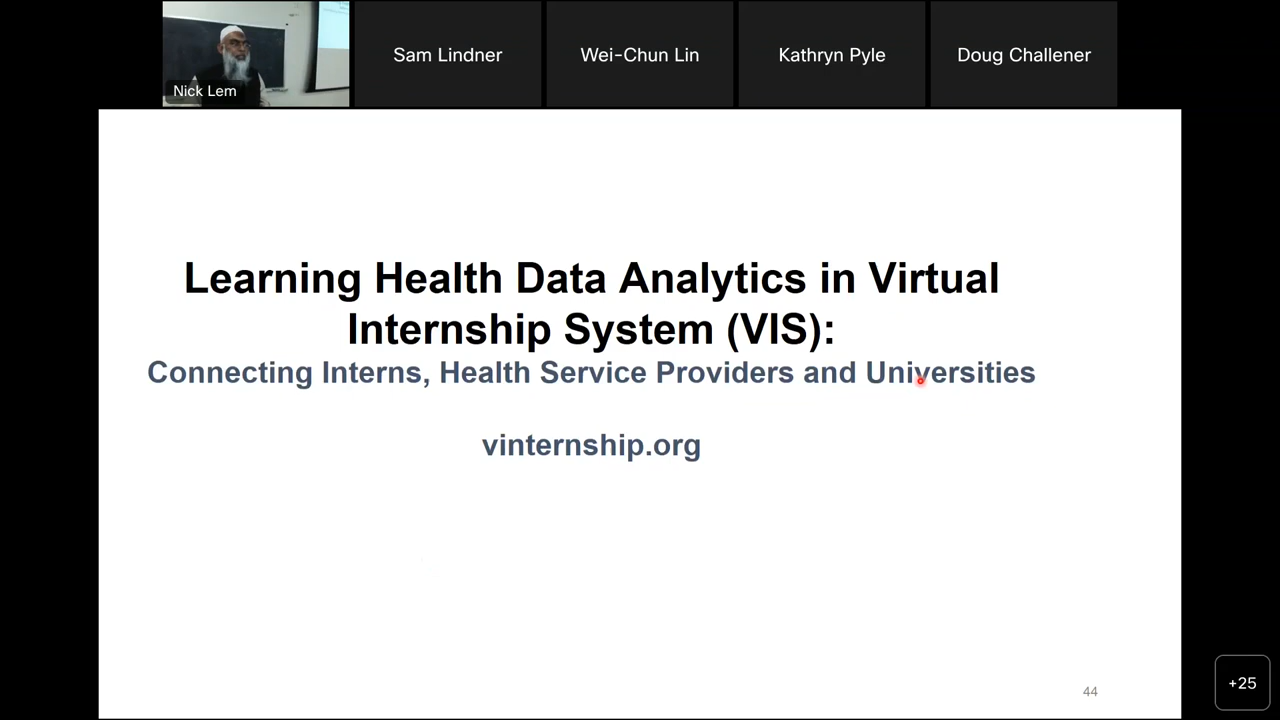 Nick Lem
Sam Lindner
Wei-Chun Lin
Kathryn Pyle
Doug Challener
Learning Health Data Analytics in Virtual
Internship System (VIS):
Connecting Interns, Health Service Providers and Universities
vinternship.org
44
+25